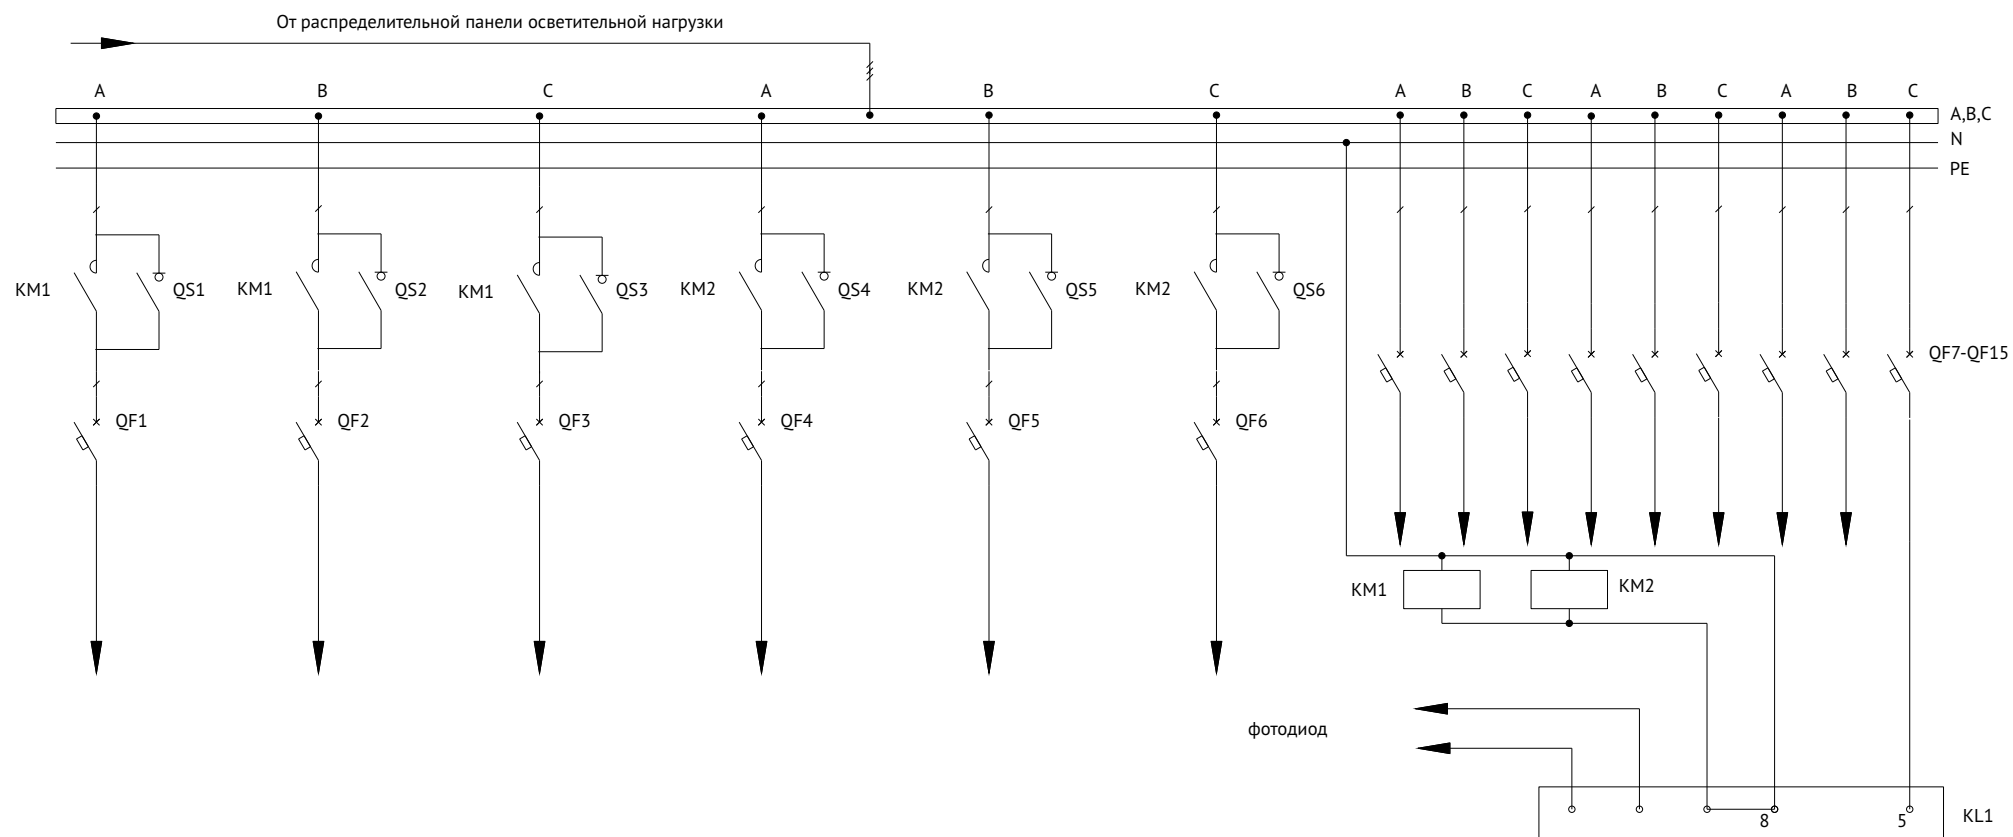 От распределительной панели осветительной нагрузки
A B C A B C A B C A B C A B C
A,B,C
N
PE
KM1 QS1 KM1 QS2 KM1 QS3 KM2 QS4 KM2 QS5 KM2 QS6
QF7-QF15
QF1 QF2 QF3 QF4 QF5 QF6
KM1 KM2
фотодиод
8 5 KL1